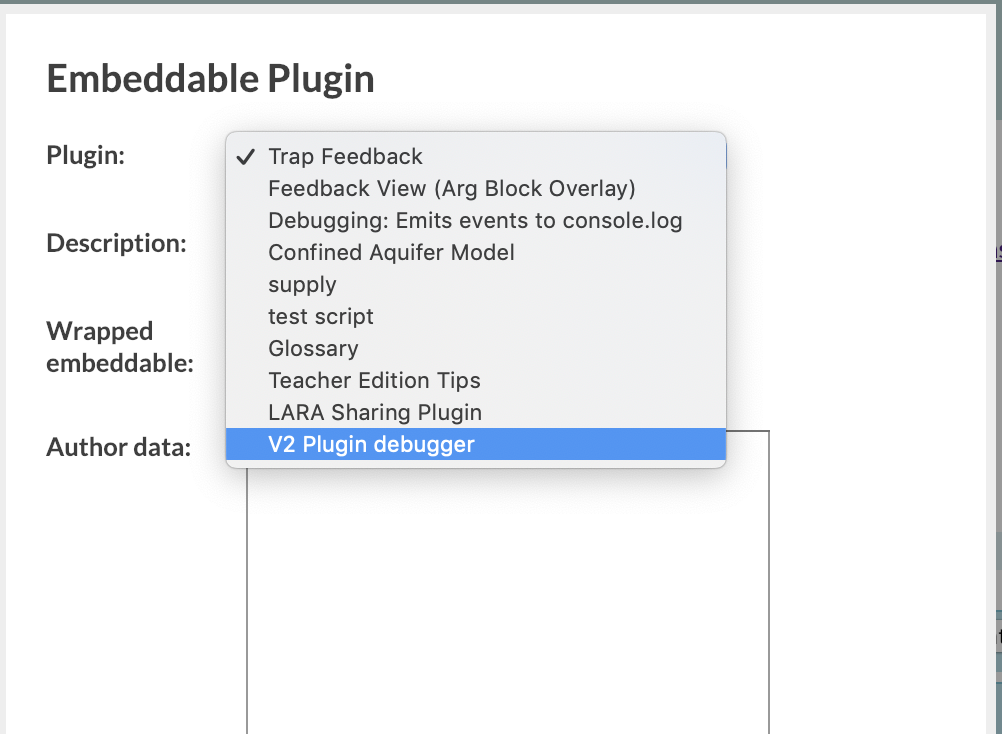 Embeddable Plugin
Plugin:
✓ Trap Feedback
Feedback View (Arg Block Overlay)
Debugging: Emits events to console.log
Confined Aquifer Model
supply
test script
Glossary
Teacher Edition Tips
LARA Sharing Plugin
V2 Plugin debugger
Description:
Wrapped
embeddable:
Author data: